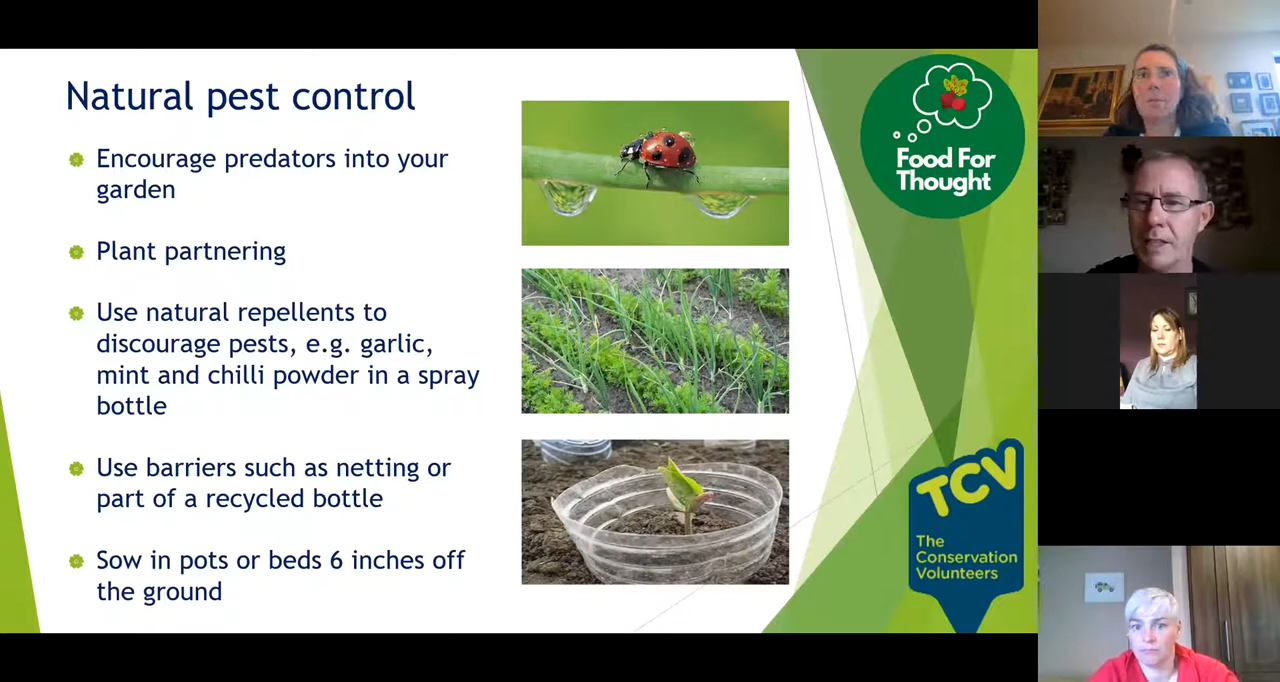 Natural pest control
Encourage predators into your
garden
Plant partnering
Use natural repellents to
discourage pests, e.g. garlic,
mint and chilli powder in a spray
bottle
Use barriers such as netting or
part of a recycled bottle
Sow in pots or beds 6 inches off
the ground
Food For
Thought
TCV
The
Conservation
Volunteers